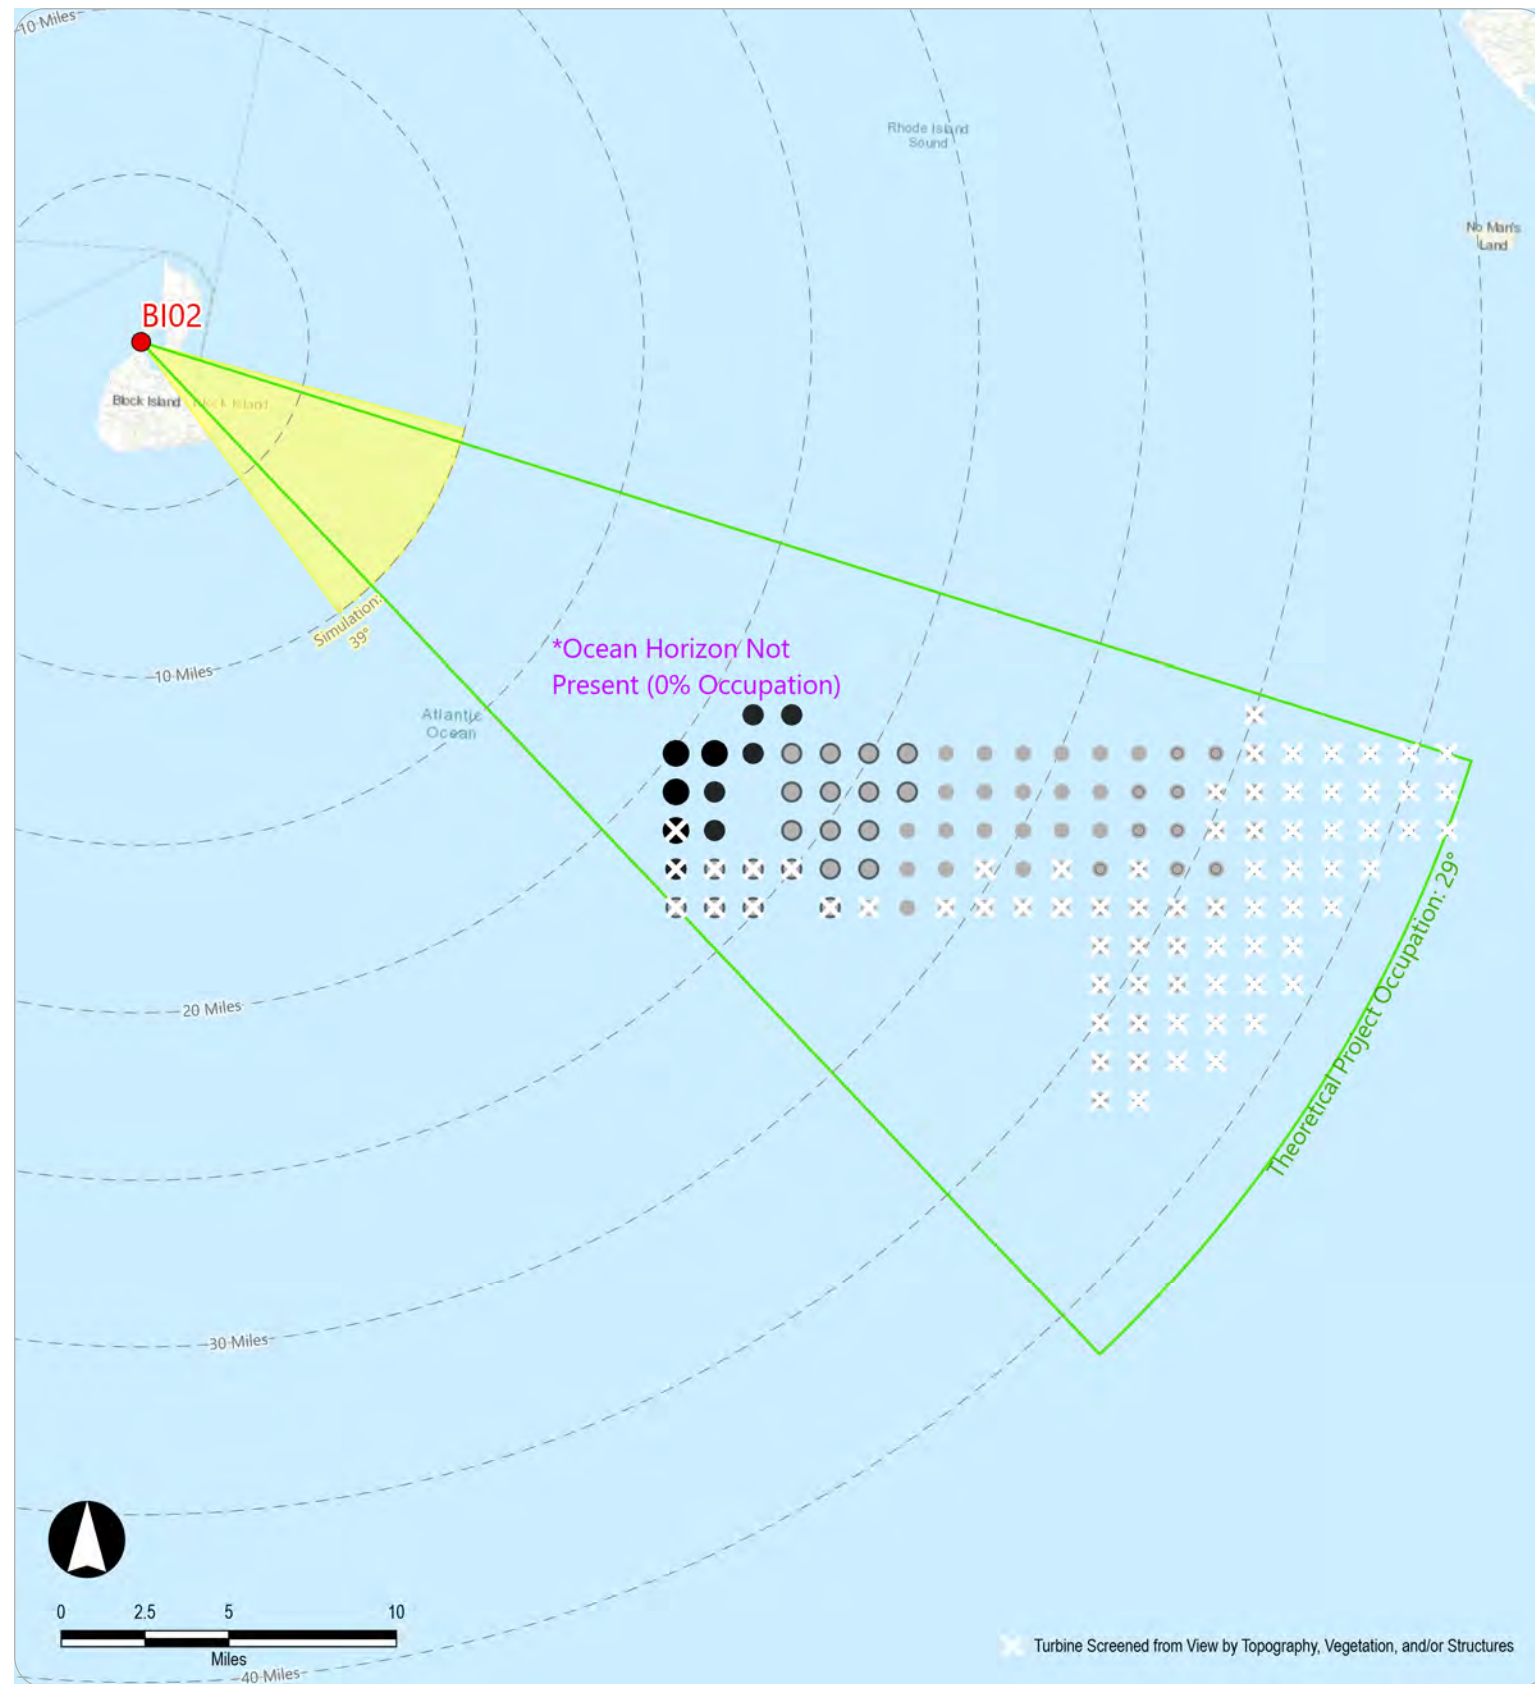 10 Miles
Rhode Island
Sound
No Man's
Land
BI02
Block Island
Block Island
Simulation:
39°
*Ocean Horizon Not
Present (0% Occupation)
10 Miles
Atlantic
Ocean
Theoretical Project Occupation: 29°
20 Miles
30 Miles
0 2.5 5 10
Miles
40 Miles
Turbine Screened from View by Topography, Vegetation, and/or Structures